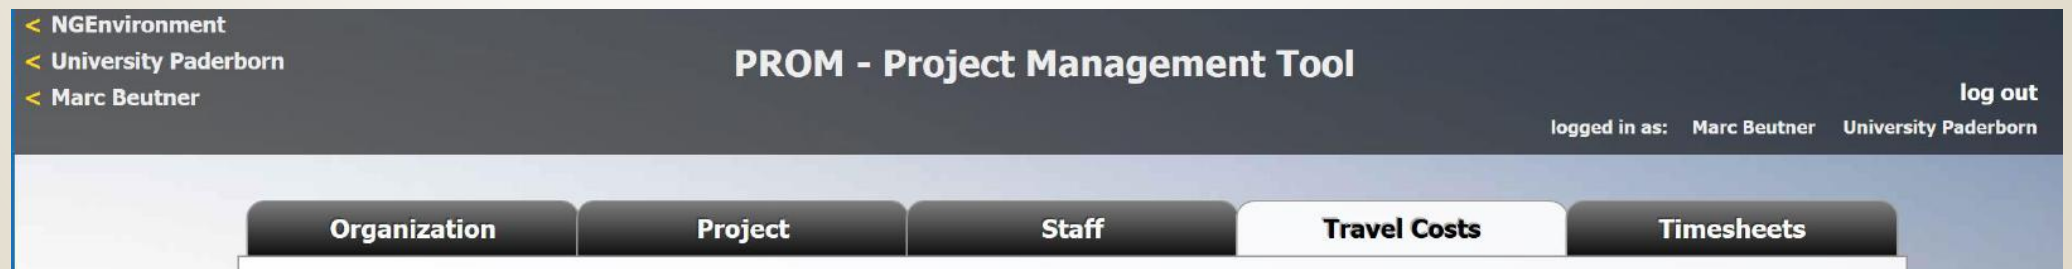 < NGEnvironment
< University Paderborn
< Marc Beutner
PROM - Project Management Tool
log out
logged in as: Marc Beutner University Paderborn
Organization Project Staff Travel Costs Timesheets